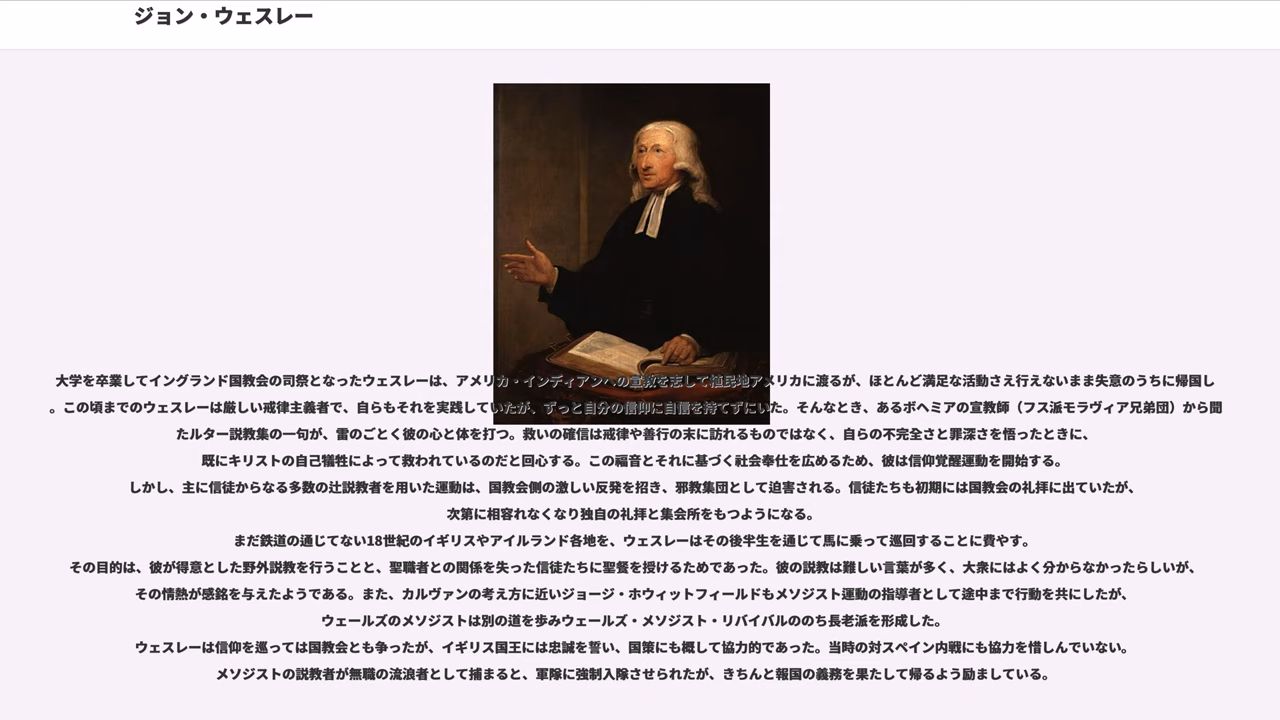 ジョン・ウェスレー
大学を卒業してイングランド国教会の司祭となったウェスレーは、アメリカ・インディアンへの宣教を志して植民地アメリカに渡るが、ほとんど満足な活動さえ行えないまま失意のうちに帰国し
。この頃までのウェスレーは厳しい戒律主義者で、自らもそれを実践していたが、ずっと自分の信仰に自信を持てずにいた。そんなとき、あるボヘミアの宣教師（フス派モラヴィア兄弟団）から聞
たルター説教集の一句が、雷のごとく彼の心と体を打つ。救いの確信は戒律や善行の末に訪れるものではなく、自らの不完全さと罪深さを悟ったときに、
既にキリストの自己犠牲によって救われているのだと回心する。この福音とそれに基づく社会奉仕を広めるため、彼は信仰覚醒運動を開始する。
しかし、主に信徒からなる多数の辻説教者を用いた運動は、国教会側の激しい反発を招き、邪教集団として迫害される。信徒たちも初期には国教会の礼拝に出ていたが、
次第に相容れなくなり独自の礼拝と集会所をもつようになる。
まだ鉄道の通じてない18世紀のイギリスやアイルランド各地を、ウェスレーはその後半生を通じて馬に乗って巡回することに費やす。
その目的は、彼が得意とした野外説教を行うことと、聖職者との関係を失った信徒たちに聖餐を授けるためであった。彼の説教は難しい言葉が多く、大衆にはよく分からなかったらしいが、
その情熱が感銘を与えたようである。また、カルヴァンの考え方に近いジョージ・ホウィットフィールドもメソジスト運動の指導者として途中まで行動を共にしたが、
ウェールズのメソジストは別の道を歩みウェールズ・メソジスト・リバイバルののち長老派を形成した。
ウェスレーは信仰を巡っては国教会とも争ったが、イギリス国王には忠誠を誓い、国策にも概して協力的であった。当時の対スペイン内戦にも協力を惜しんでいない。
メソジストの説教者が無職の流浪者として捕まると、軍隊に強制入隊させられたが、きちんと報国の義務を果たして帰るよう励ましている。